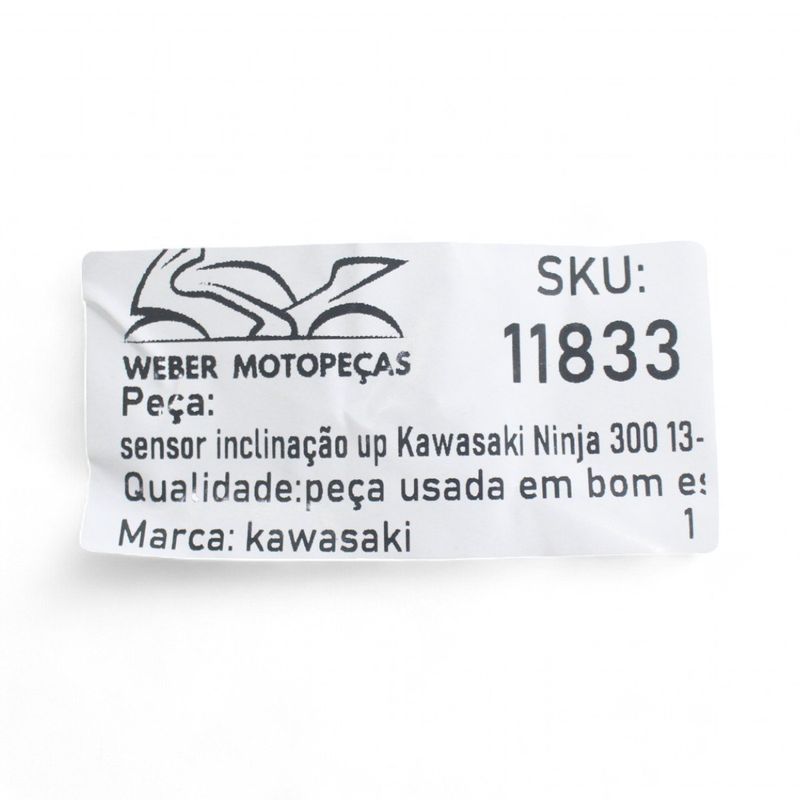 SKU:
11833
WEBER MOTOPEÇAS
Peça:
sensor inclinação up Kawasaki Ninja 300 13-
Qualidade:peça usada em bom es
Marca: kawasaki
1